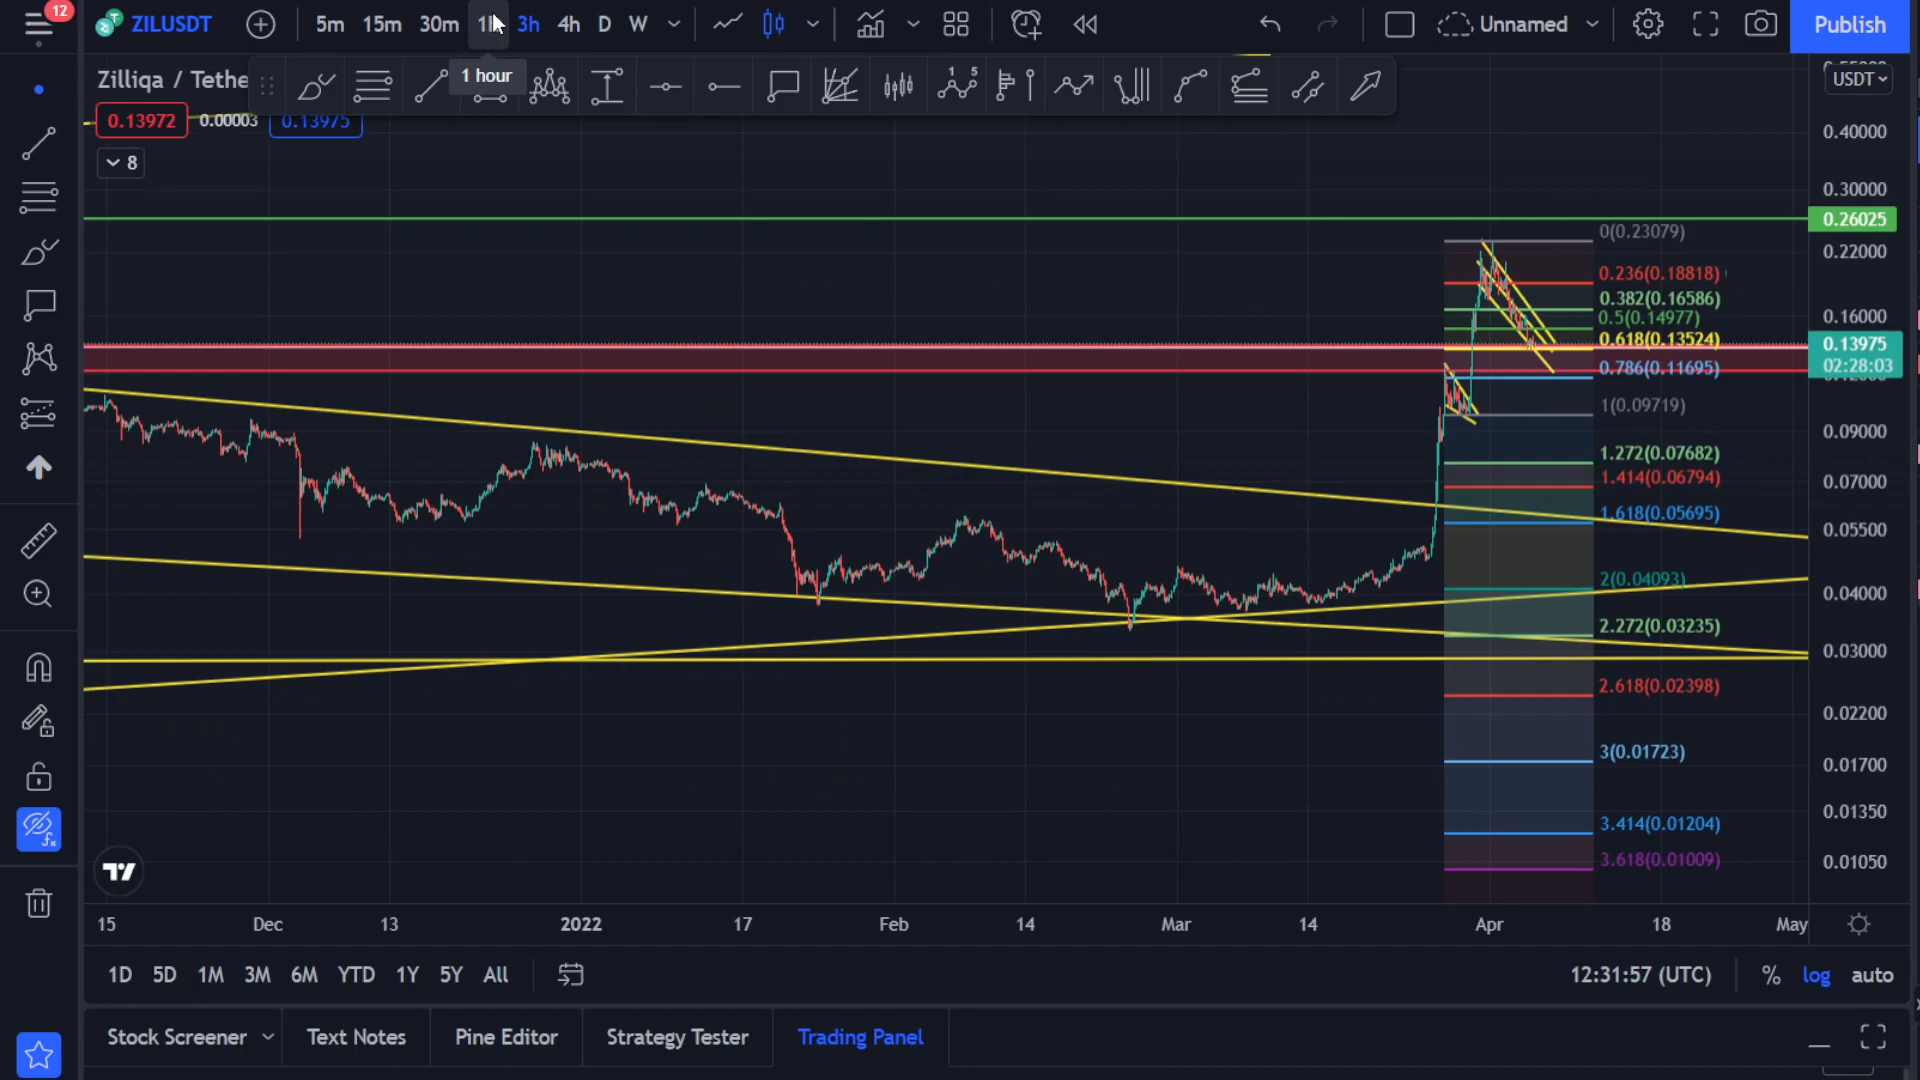 12
ZILUSDT
5m 15m 30m 1h 3h 4h D W
Unnamed
Publish
1 hour
Zilliqa / Tethe
USDT
0.13972 0.00003 0.13975
8
0.40000
0.30000
0.26025
0.22000
0.16000
0.13975
02:28:03
0.09000
0.07000
0.05500
0.04000
0.03000
0.02200
0.01700
0.01350
0.01050
0(0.23079)
0.236(0.18818)
0.382(0.16586)
0.5(0.14977)
0.618(0.13524)
0.786(0.11695)
1(0.09719)
1.272(0.07682)
1.414(0.06794)
1.618(0.05695)
2(0.04093)
2.272(0.03235)
2.618(0.02398)
3(0.01723)
3.414(0.01204)
3.618(0.01009)
15 Dec 13 2022 17 Feb 14 Mar 14 Apr 18 May
1D 5D 1M 3M 6M YTD 1Y 5Y All
12:31:57 (UTC) % log auto
Stock Screener Text Notes Pine Editor Strategy Tester Trading Panel